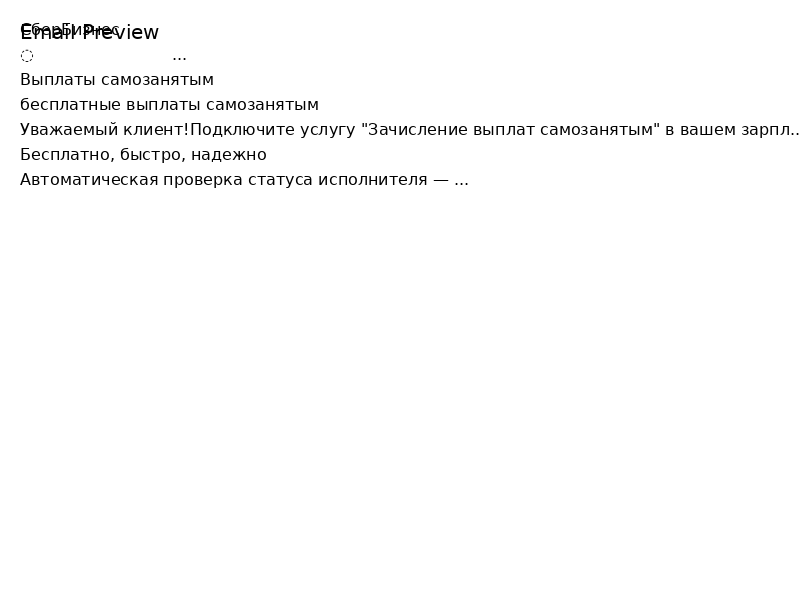 Email Preview
СберБизнес
◌ ...
Выплаты самозанятым
бесплатные выплаты самозанятым
Уважаемый клиент!Подключите услугу "Зачисление выплат самозанятым" в вашем зарпл...
Бесплатно, быстро, надежно
Автоматическая проверка статуса исполнителя — ...